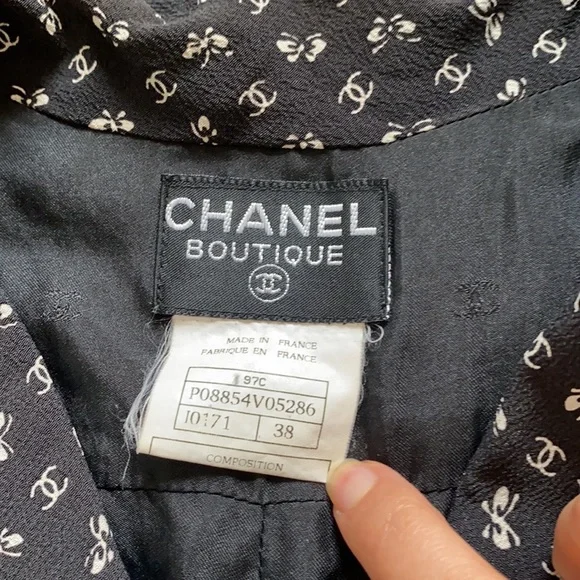 CHANEL
BOUTIQUE
MADE IN FRANCE
FABRIQUE EN FRANCE
97C
P08854V05286
10171 38
COMPOSITION